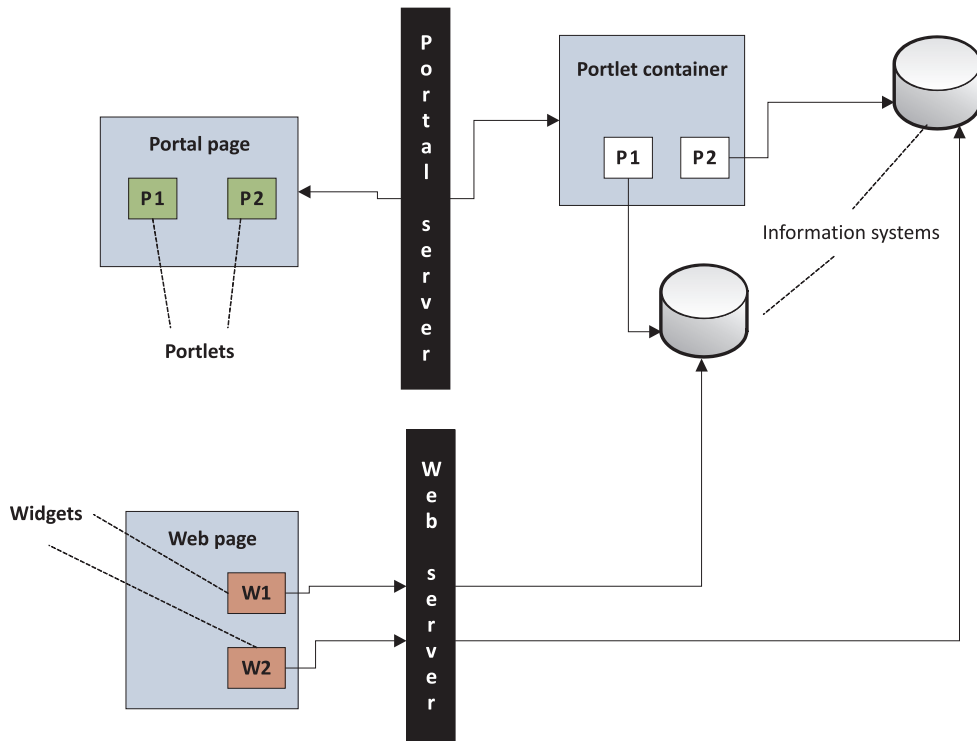 Portal page
P1
P2
Portlets
Portal server
Portlet container
P1
P2
Information systems
Widgets
Web page
W1
W2
Web server